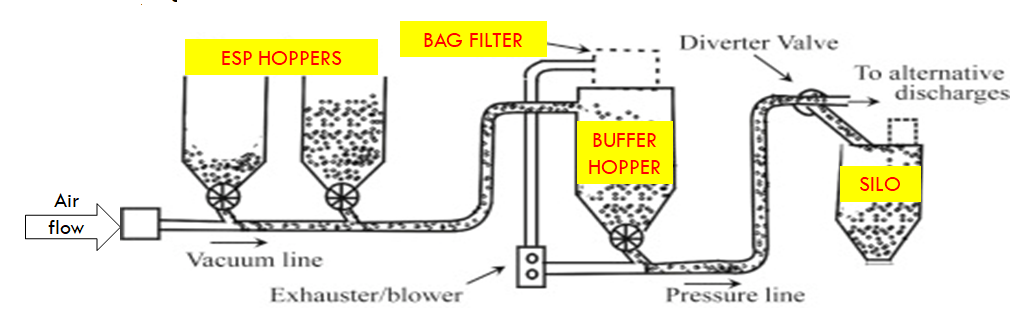 BAG FILTER
Diverter Valve
ESP HOPPERS
To alternative
discharges
BUFFER
HOPPER
SILO
Air
flow
Vacuum line
Exhauster/blower
Pressure line